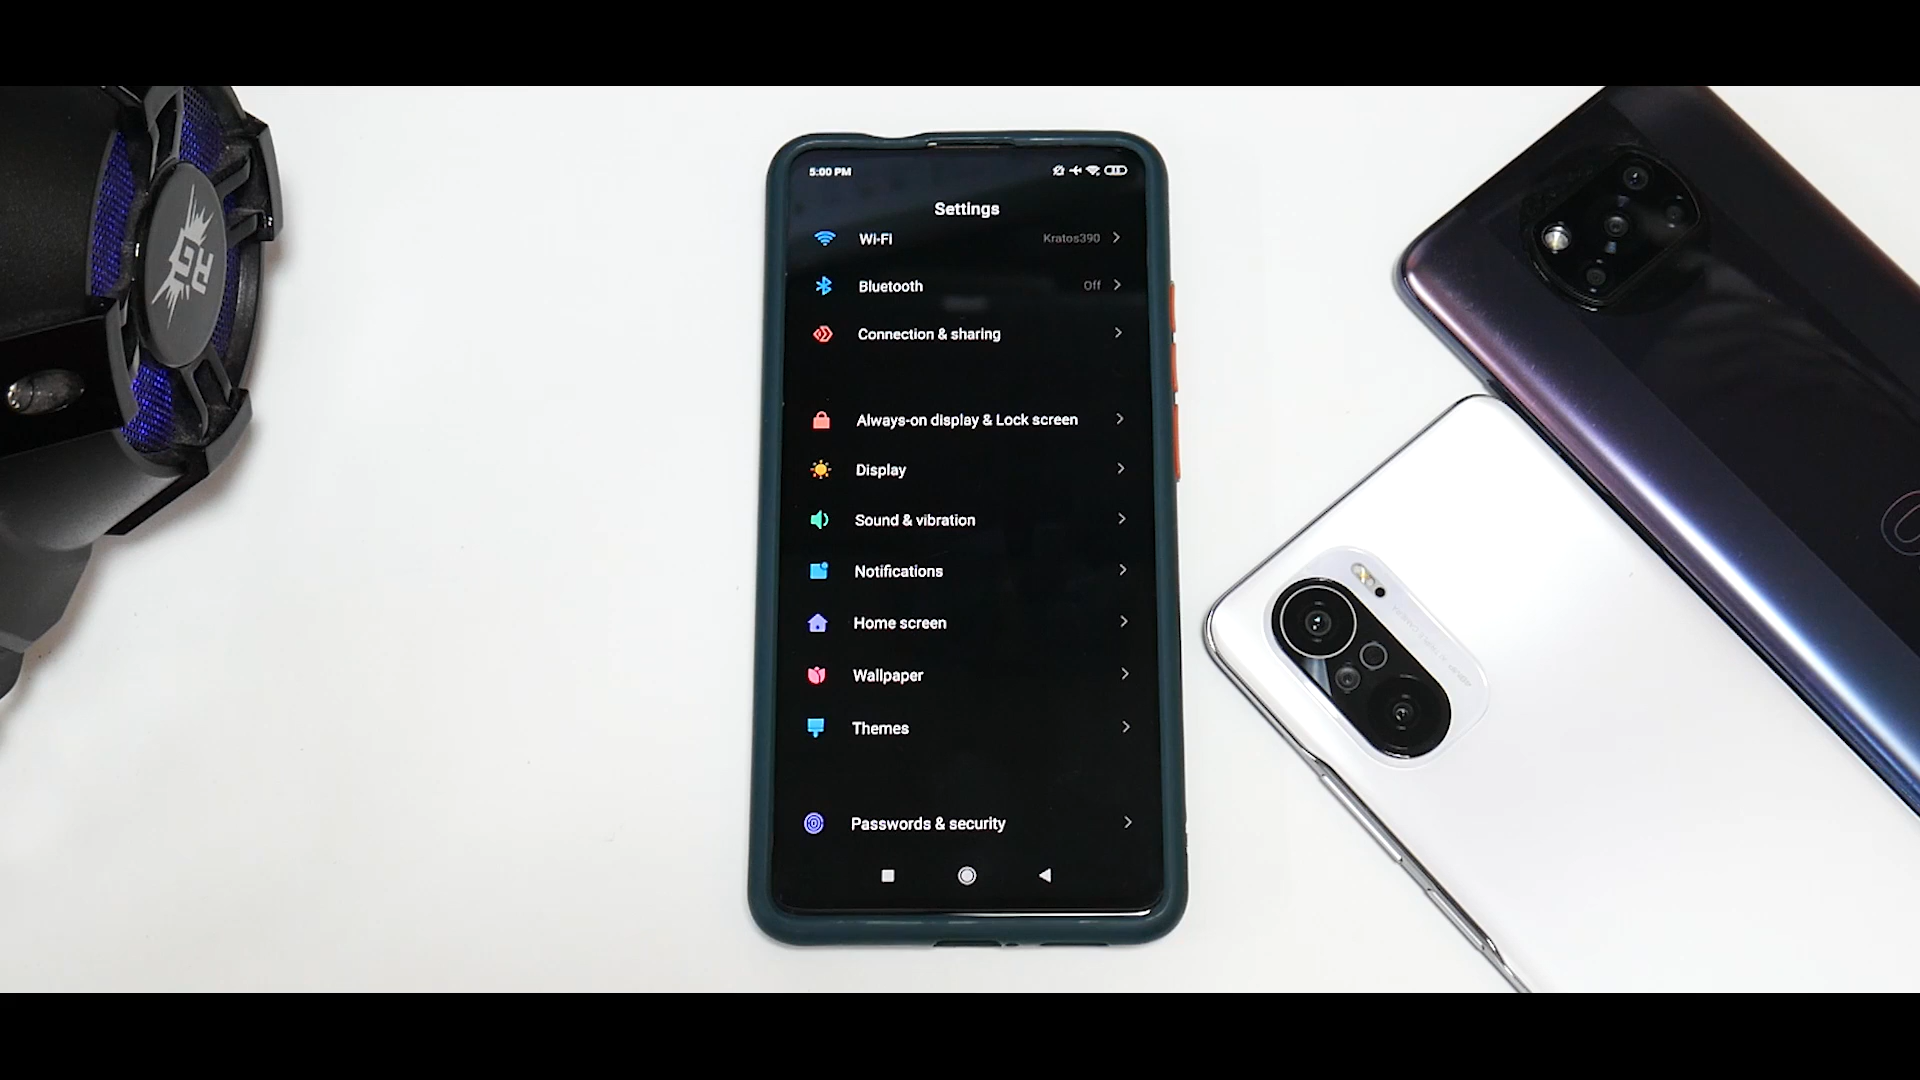 5:00 PM
Settings
Wi-Fi
Kratos390
Bluetooth
Off
Connection & sharing
Always-on display & Lock screen
Display
Sound & vibration
Notifications
Home screen
Wallpaper
Themes
Passwords & security